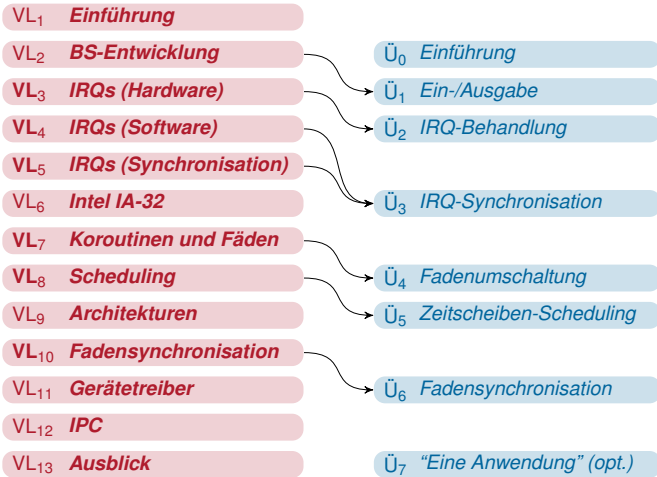 VL₁ Einführung
VL₂ BS-Entwicklung
Ü₀ Einführung
VL₃ IRQs (Hardware)
Ü₁ Ein-/Ausgabe
VL₄ IRQs (Software)
Ü₂ IRQ-Behandlung
VL₅ IRQs (Synchronisation)
VL₆ Intel IA-32
Ü₃ IRQ-Synchronisation
VL₇ Koroutinen und Fäden
VL₈ Scheduling
Ü₄ Fadenumschaltung
VL₉ Architekturen
Ü₅ Zeitscheiben-Scheduling
VL₁₀ Fadensynchronisation
VL₁₁ Gerätetreiber
Ü₆ Fadensynchronisation
VL₁₂ IPC
VL₁₃ Ausblick
Ü₇ “Eine Anwendung” (opt.)